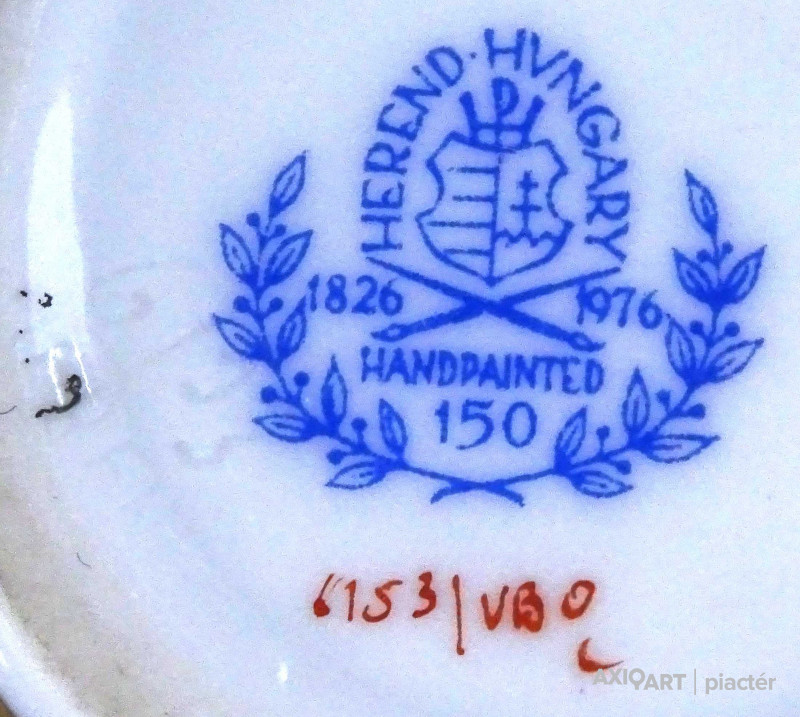 HEREND · HVNGARY
1826 1976
HANDPAINTED
150
6153/VBO
AXIOART | piactér